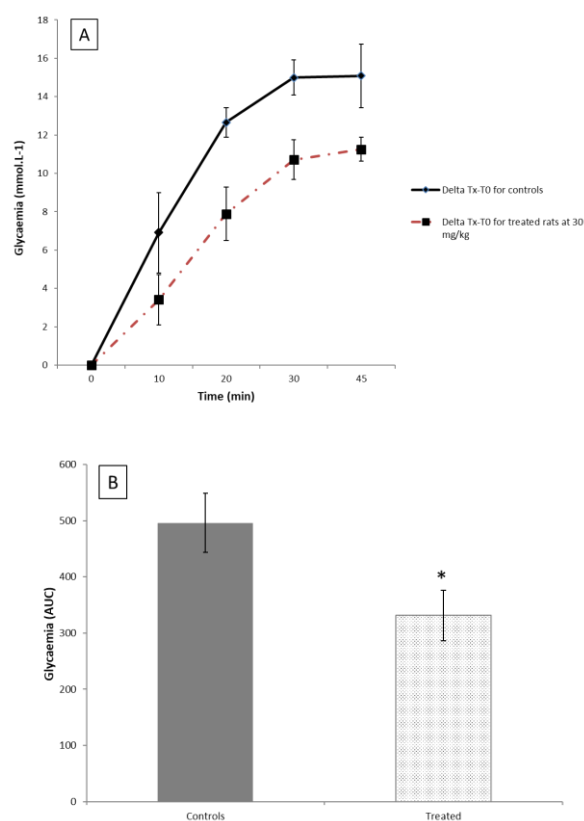 A
18
16
14
12
10
8
6
4
2
0
Glycaemia (mmol.L-1)
0 10 20 30 45
Time (min)
Delta Tx-T0 for controls
Delta Tx-T0 for treated rats at 30
mg/kg
B
600
500
400
300
200
100
0
Glycaemia (AUC)
*
Controls Treated